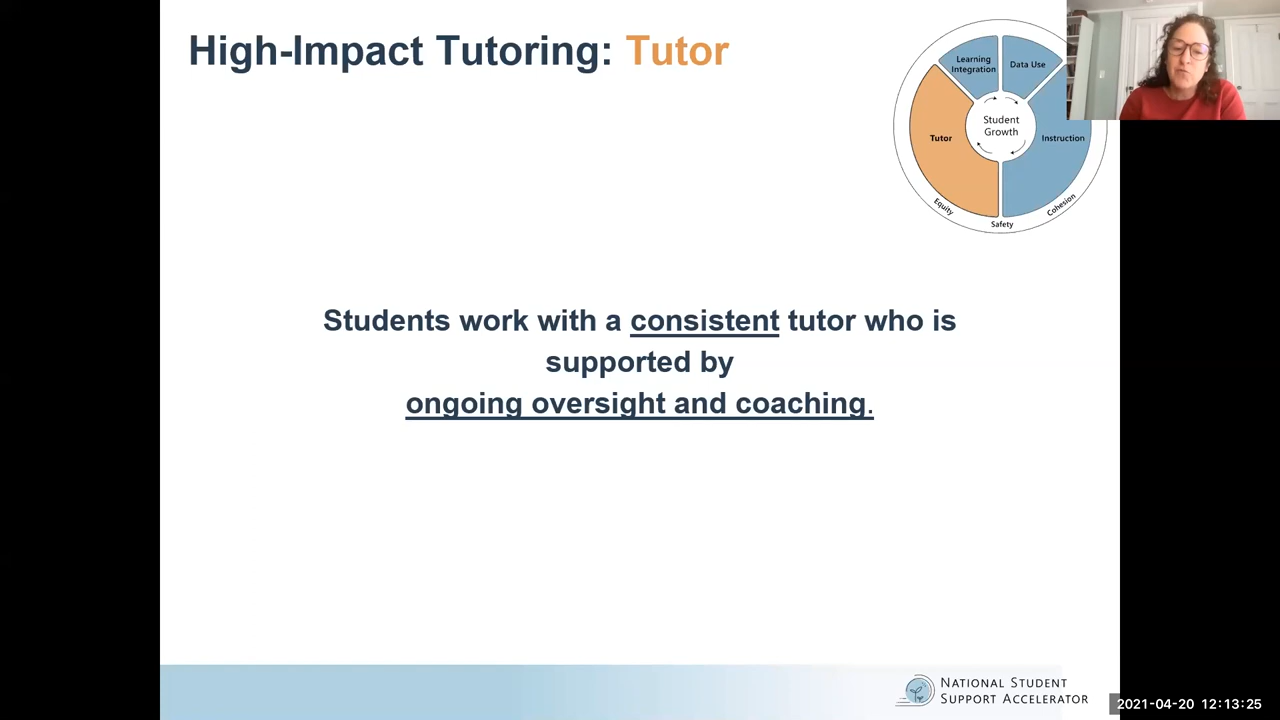 High-Impact Tutoring: Tutor
Learning
Integration
Data Use
Student
Growth
Tutor
Instruction
Equity
Safety
Cohesion
Students work with a consistent tutor who is
supported by
ongoing oversight and coaching.
NATIONAL STUDENT
SUPPORT ACCELERATOR
2021-04-20 12:13:25